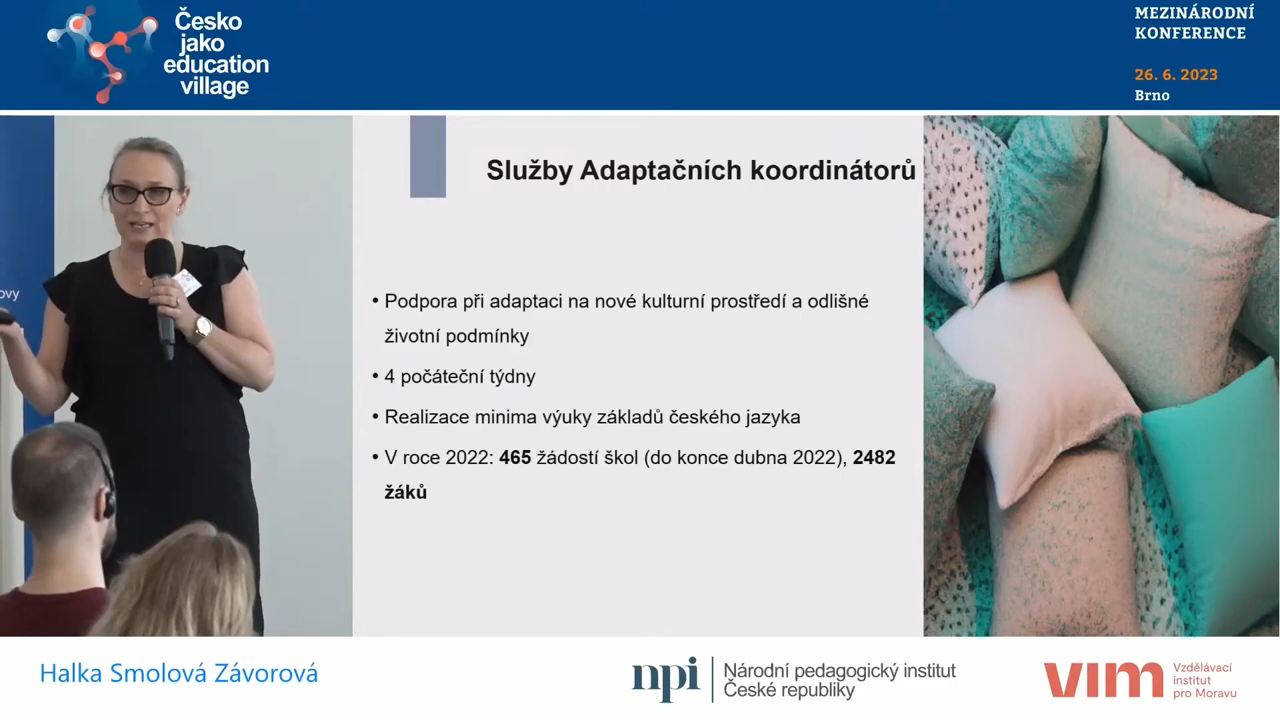 Česko
jako
education
village
MEZINÁRODNÍ
KONFERENCE
26. 6. 2023
Brno
Služby Adaptačních koordinátorů
• Podpora při adaptaci na nové kulturní prostředí a odlišné
životní podmínky
• 4 počáteční týdny
• Realizace minima výuky základů českého jazyka
• V roce 2022: 465 žádostí škol (do konce dubna 2022), 2482
žáků
ovy
Halka Smolová Závorová
npi
Národní pedagogický institut
České republiky
vim
Vzdělávací
institut
pro Moravu